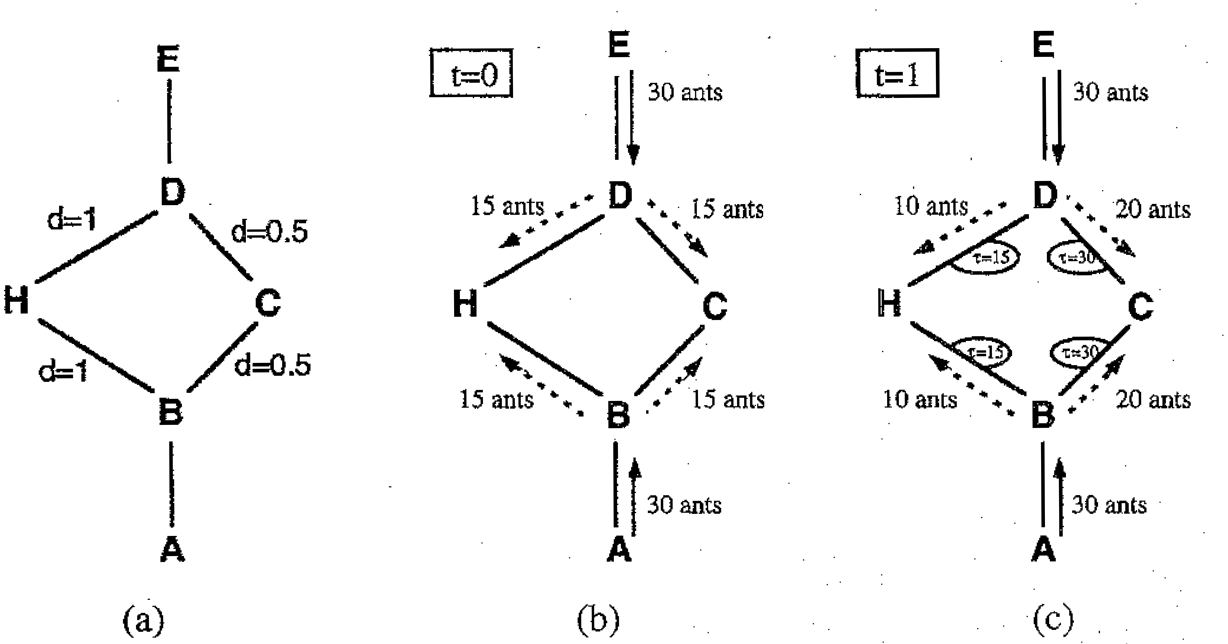 E
D
d=1
d=0.5
H
C
d=1
d=0.5
B
A
(a)
t=0
E
30 ants
D
15 ants
15 ants
H
C
15 ants
15 ants
B
30 ants
A
(b)
t=1
E
30 ants
D
10 ants
20 ants
τ=15
τ=30
H
C
τ=15
τ=30
10 ants
20 ants
B
30 ants
A
(c)